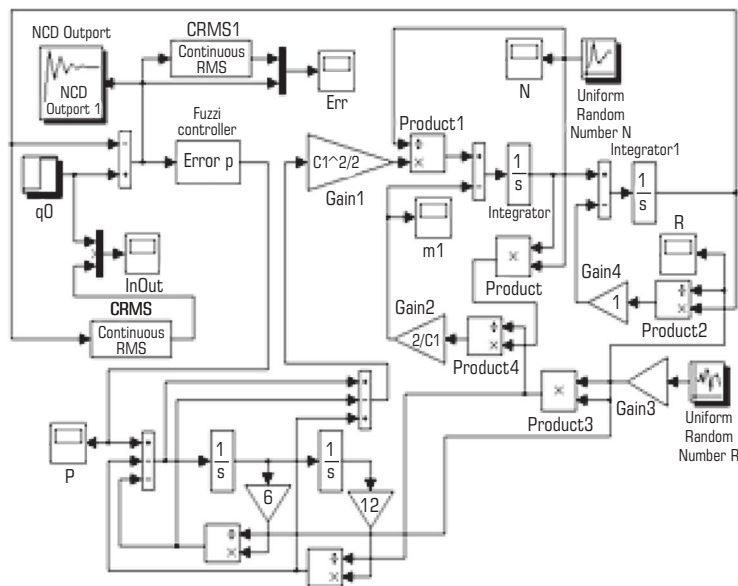 NCD Outport
NCD
Outport 1
CRMS1
Continuous
RMS
Err
Fuzzi
controller
Error p
q0
InOut
CRMS
Continuous
RMS
C1^2/2
Gain1
Product1
N
Uniform
Random
Number N
1
s
Integrator
Integrator1
1
s
m1
Product
R
Gain4
1
Product2
Gain2
2/C1
Product4
Product3
Gain3
Uniform
Random
Number R
P
1
s
1
s
6
12